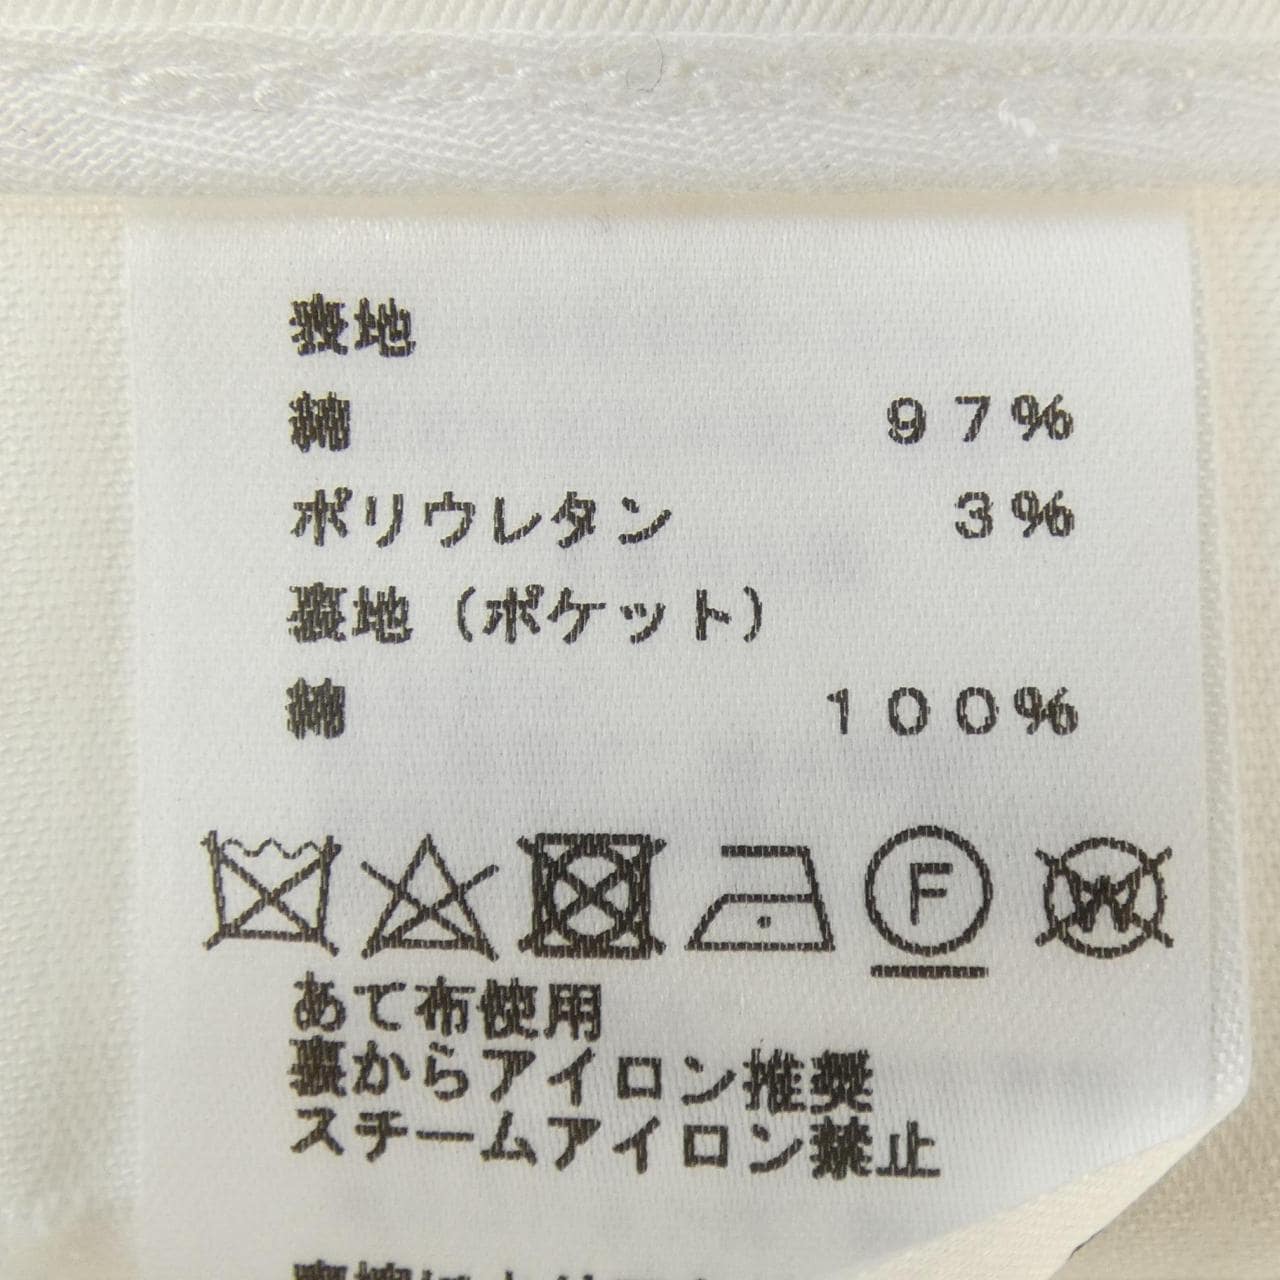 表地
綿 97%
ポリウレタン 3%
裏地（ポケット）
綿 100%
F W
あて布使用
裏からアイロン推奨
スチームアイロン禁止